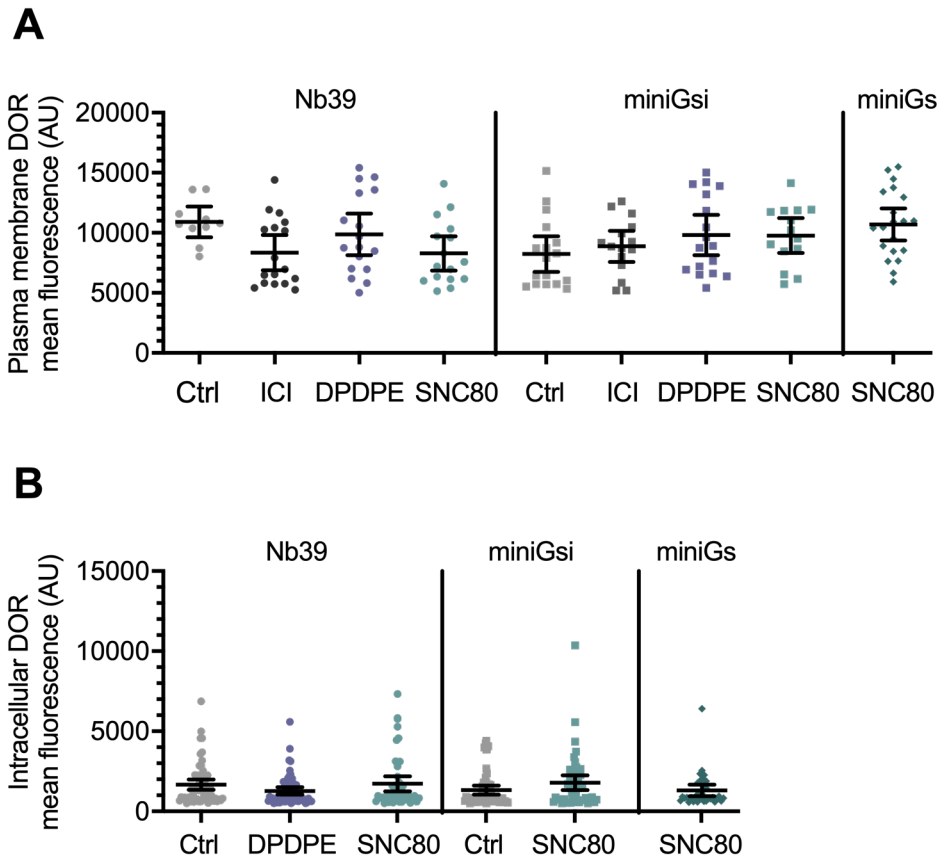 A
Nb39 miniGsi miniGs
Plasma membrane DOR
mean fluorescence (AU)
20000
15000
10000
5000
0
Ctrl ICI DPDPE SNC80 Ctrl ICI DPDPE SNC80 SNC80
B
Nb39 miniGsi miniGs
Intracellular DOR
mean fluorescence (AU)
15000
10000
5000
0
Ctrl DPDPE SNC80 Ctrl SNC80 SNC80